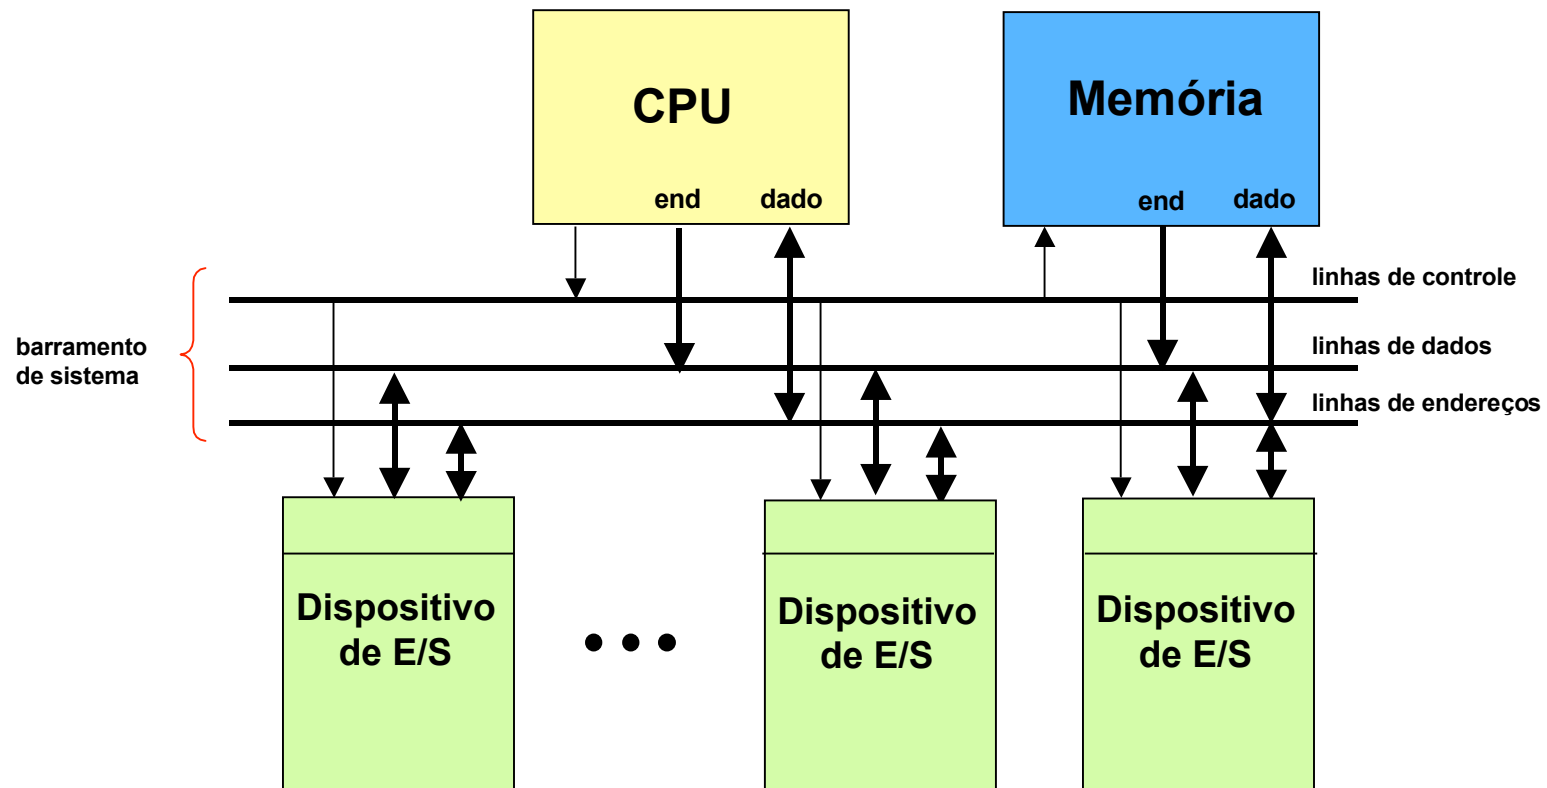 CPU
end
dado
Memória
end
dado
linhas de controle
linhas de dados
linhas de endereços
barramento
de sistema
Dispositivo
de E/S
Dispositivo
de E/S
Dispositivo
de E/S